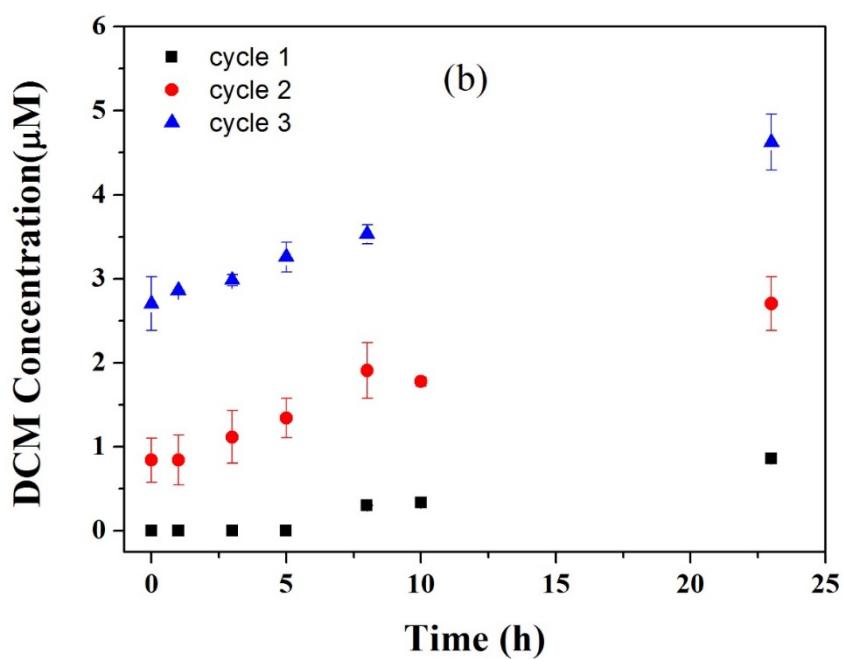 6
cycle 1
(b)
cycle 2
cycle 3
5
4
3
2
1
0
DCM Concentration(μM)
0 5 10 15 20 25
Time (h)